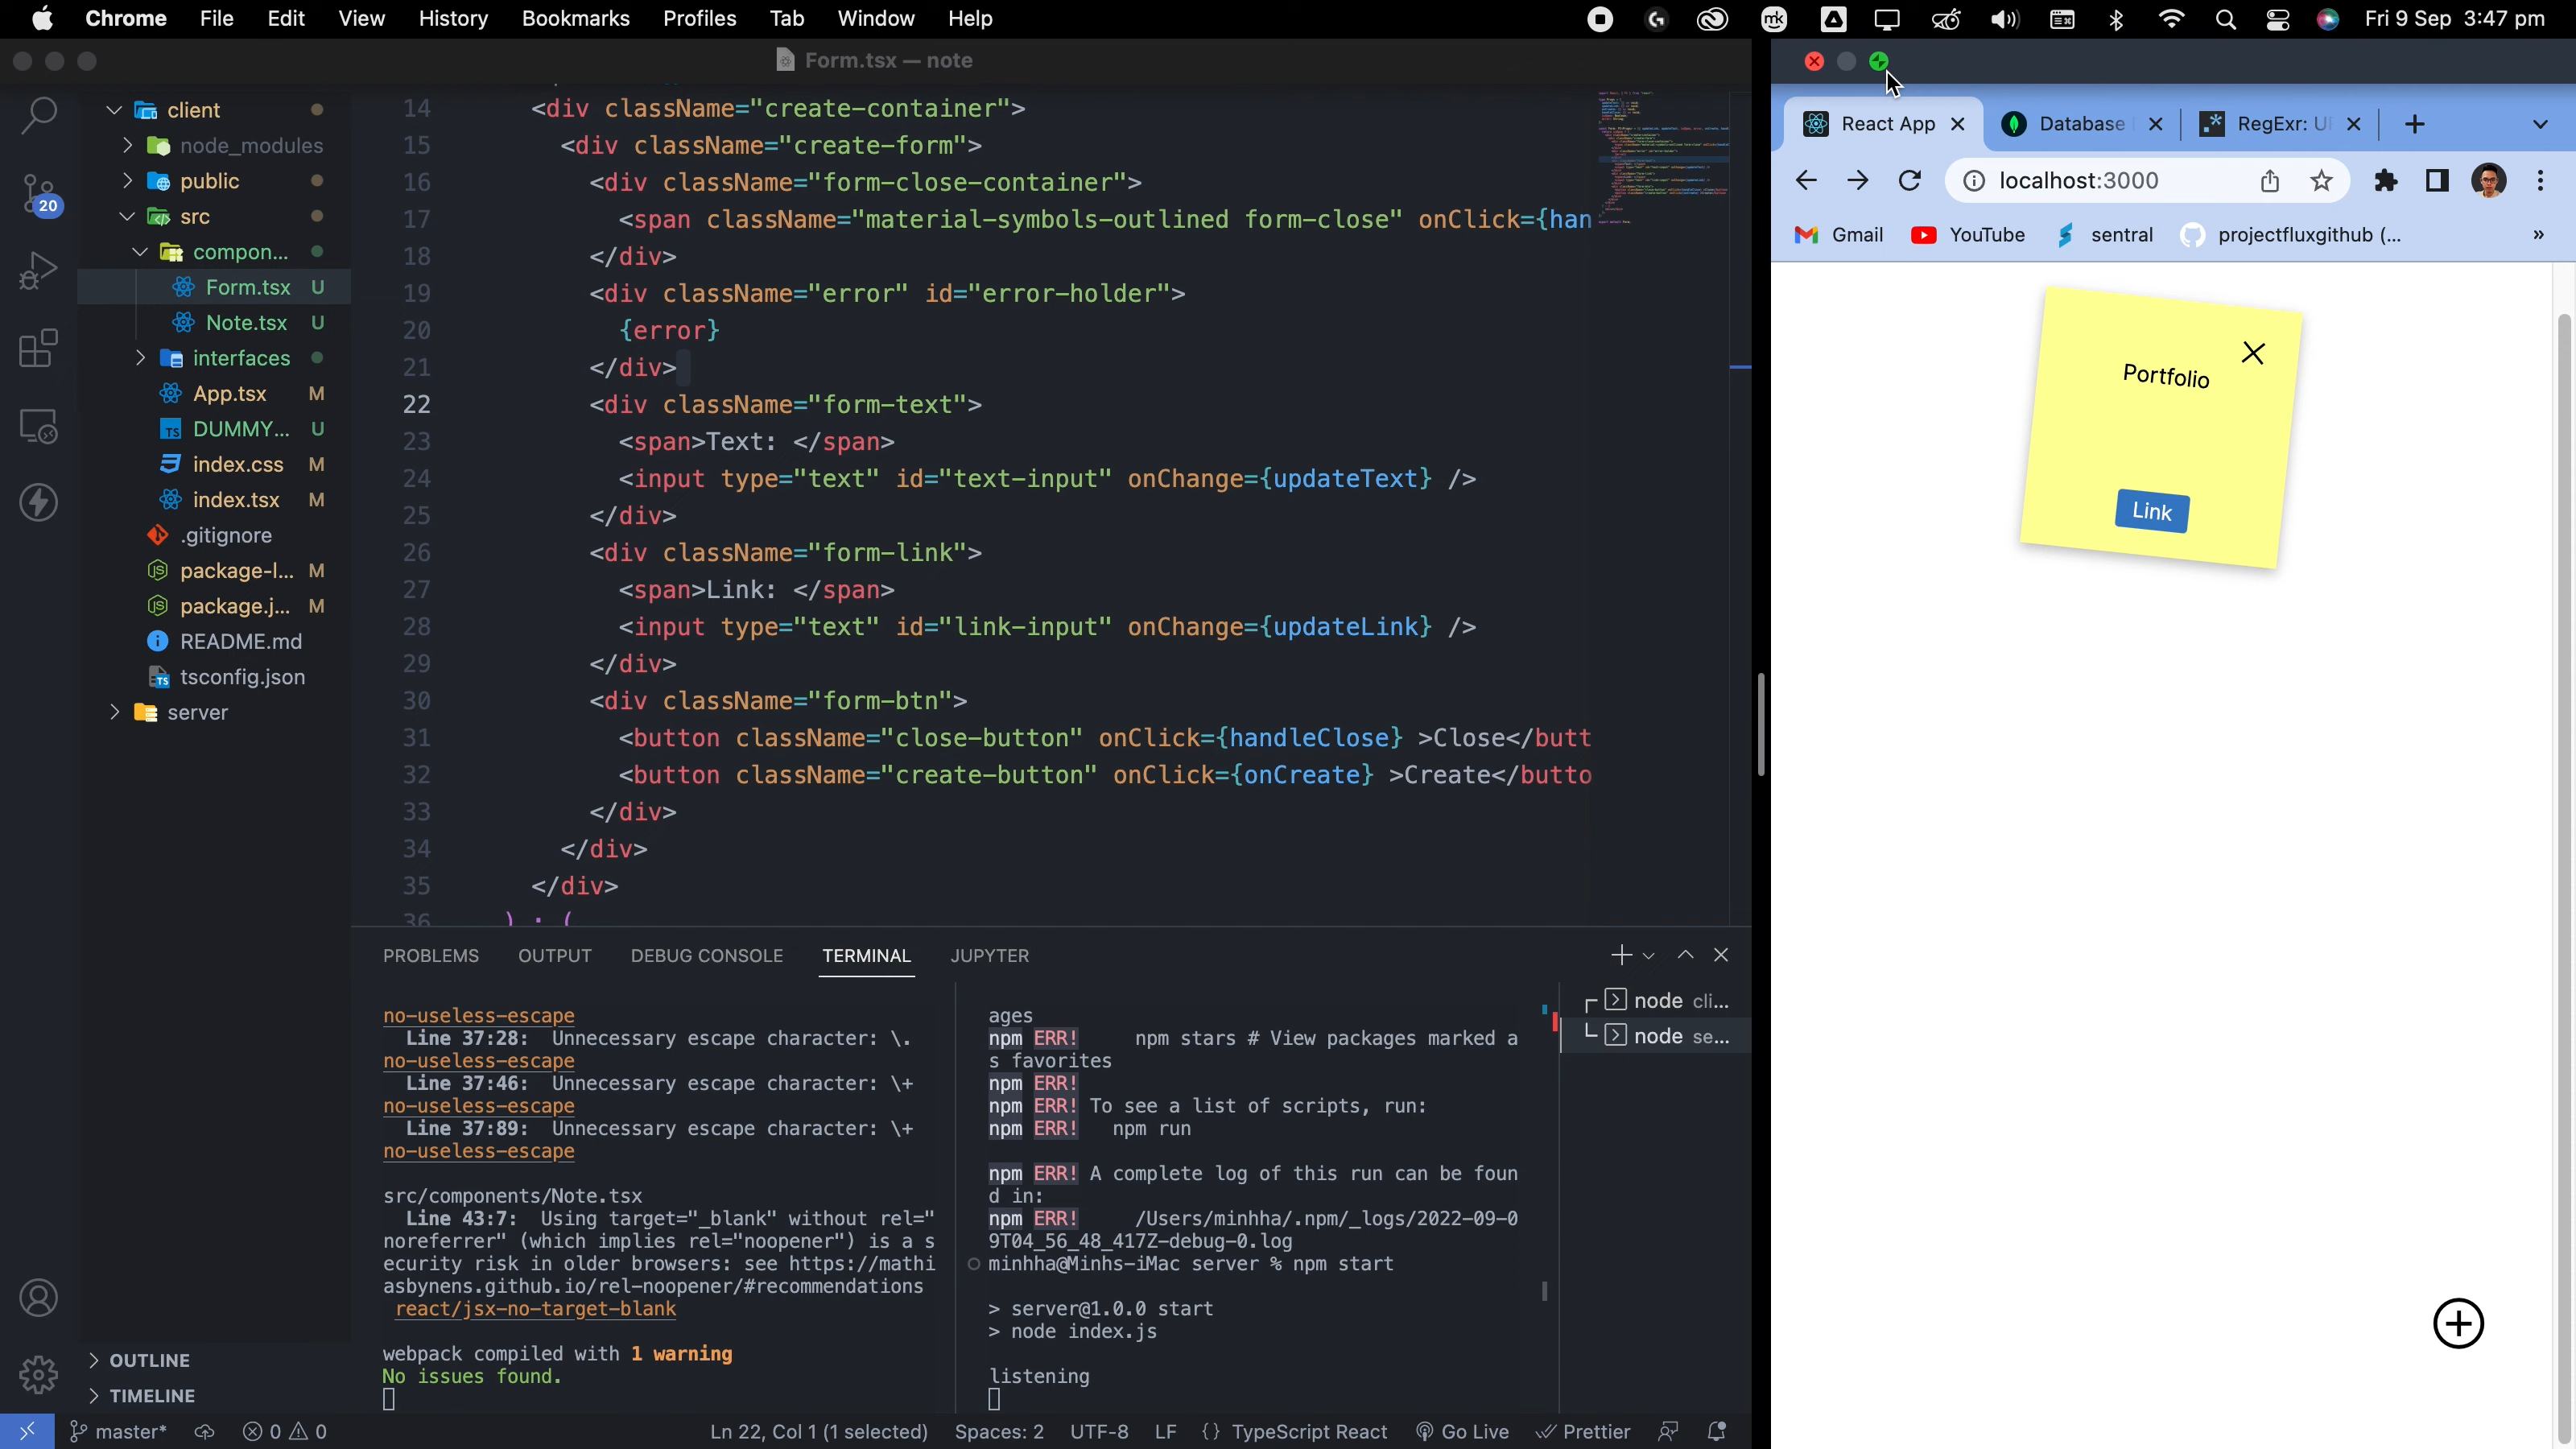 Chrome File Edit View History Bookmarks Profiles Tab Window Help
Fri 9 Sep 3:47 pm
Form.tsx — note
20
client
node_modules
public
src
compon...
Form.tsx U
Note.tsx U
interfaces
App.tsx M
DUMMY... U
index.css M
index.tsx M
.gitignore
package-l... M
package.j... M
README.md
tsconfig.json
server
OUTLINE
TIMELINE
14 <div className="create-container">
15 <div className="create-form">
16 <div className="form-close-container">
17 <span className="material-symbols-outlined form-close" onClick={han
18 </div>
19 <div className="error" id="error-holder">
20 {error}
21 </div>
22 <div className="form-text">
23 <span>Text: </span>
24 <input type="text" id="text-input" onChange={updateText} />
25 </div>
26 <div className="form-link">
27 <span>Link: </span>
28 <input type="text" id="link-input" onChange={updateLink} />
29 </div>
30 <div className="form-btn">
31 <button className="close-button" onClick={handleClose} >Close</butt
32 <button className="create-button" onClick={onCreate} >Create</butto
33 </div>
34 </div>
35 </div>
36 ) : (
PROBLEMS OUTPUT DEBUG CONSOLE TERMINAL JUPYTER
no-useless-escape
Line 37:28: Unnecessary escape character: \.
no-useless-escape
Line 37:46: Unnecessary escape character: \+
no-useless-escape
Line 37:89: Unnecessary escape character: \+
no-useless-escape
src/components/Note.tsx
Line 43:7: Using target="_blank" without rel="
noreferrer" (which implies rel="noopener") is a s
ecurity risk in older browsers: see https://mathi
asbynens.github.io/rel-noopener/#recommendations
react/jsx-no-target-blank
webpack compiled with 1 warning
No issues found.
ages
npm ERR! npm stars # View packages marked a
s favorites
npm ERR!
npm ERR! To see a list of scripts, run:
npm ERR! npm run
npm ERR! A complete log of this run can be foun
d in:
npm ERR! /Users/minhha/.npm/_logs/2022-09-0
9T04_56_48_417Z-debug-0.log
minhha@Minhs-iMac server % npm start
> server@1.0.0 start
> node index.js
listening
node cli...
node se...
master* 0 0 Ln 22, Col 1 (1 selected) Spaces: 2 UTF-8 LF {} TypeScript React Go Live Prettier
React App Database RegExr: U
localhost:3000
Gmail YouTube sentral projectfluxgithub (... »
Portfolio
Link